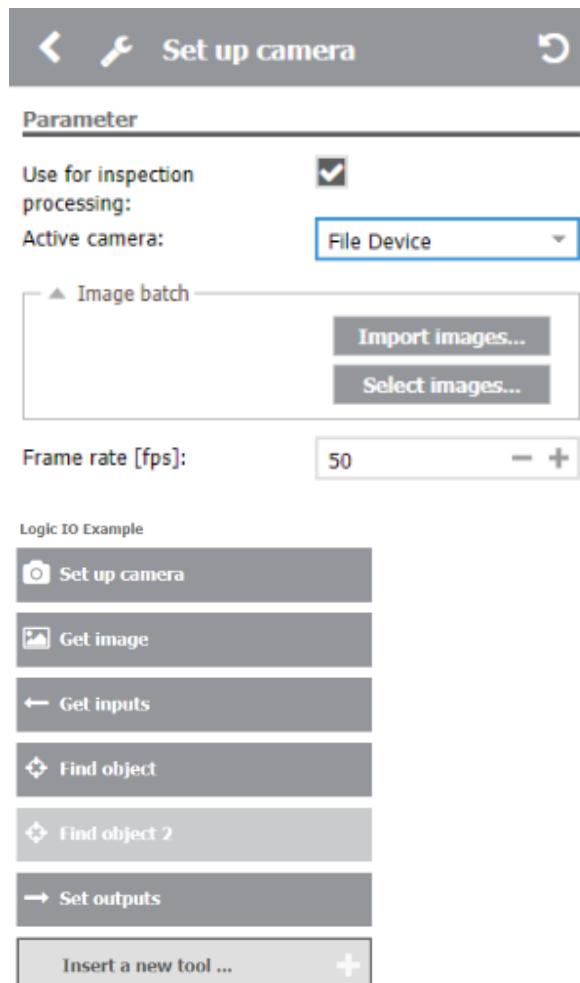 Set up camera
Parameter
Use for inspection
processing:
Active camera:
File Device
Image batch
Import images...
Select images...
Frame rate [fps]:
50
Logic IO Example
Set up camera
Get image
Get inputs
Find object
Find object 2
Set outputs
Insert a new tool ...